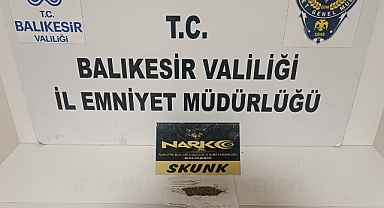 T.C.
BALIKESİR
VALİLİĞİ
T.C.
BALIKESİR VALİLİĞİ
İL EMNİYET MÜDÜRLÜĞÜ
NARKO
SKUNK